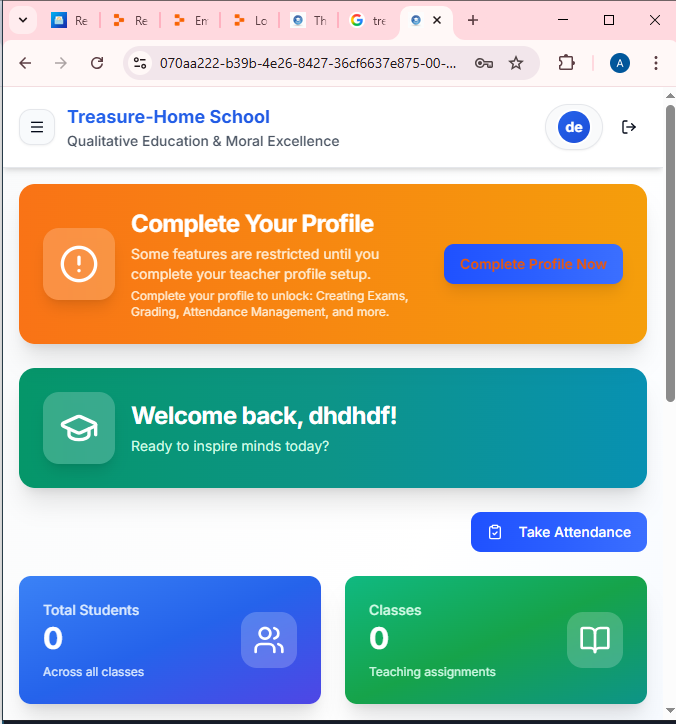 Re
Re
Er
Lo
Th
tre
070aa222-b39b-4e26-8427-36cf6637e875-00-...
A
Treasure-Home School
Qualitative Education & Moral Excellence
de
Complete Your Profile
Some features are restricted until you
complete your teacher profile setup.
Complete your profile to unlock: Creating Exams,
Grading, Attendance Management, and more.
Complete Profile Now
Welcome back, dhdhdf!
Ready to inspire minds today?
Take Attendance
Total Students
0
Across all classes
Classes
0
Teaching assignments